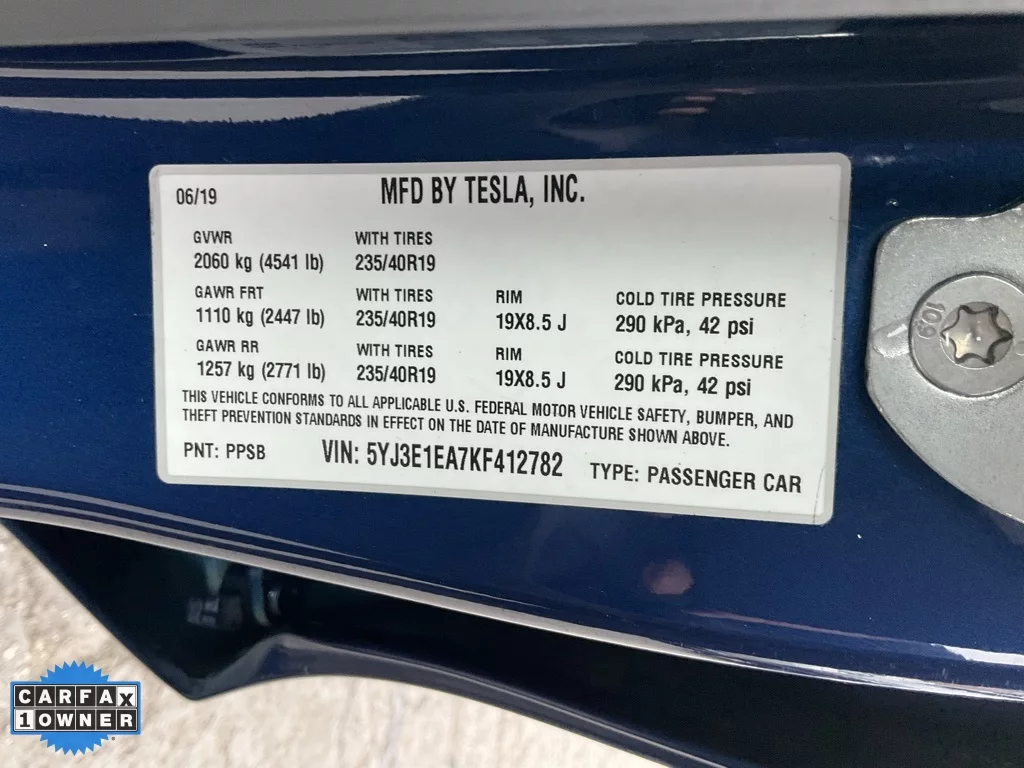 06/19 MFD BY TESLA, INC.
GVWR WITH TIRES
2060 kg (4541 lb) 235/40R19
GAWR FRT WITH TIRES RIM COLD TIRE PRESSURE
1110 kg (2447 lb) 235/40R19 19X8.5 J 290 kPa, 42 psi
GAWR RR WITH TIRES RIM COLD TIRE PRESSURE
1257 kg (2771 lb) 235/40R19 19X8.5 J 290 kPa, 42 psi
THIS VEHICLE CONFORMS TO ALL APPLICABLE U.S. FEDERAL MOTOR VEHICLE SAFETY, BUMPER, AND
THEFT PREVENTION STANDARDS IN EFFECT ON THE DATE OF MANUFACTURE SHOWN ABOVE.
PNT: PPSB VIN: 5YJ3E1EA7KF412782 TYPE: PASSENGER CAR
10.9
CARFAX
1 OWNER